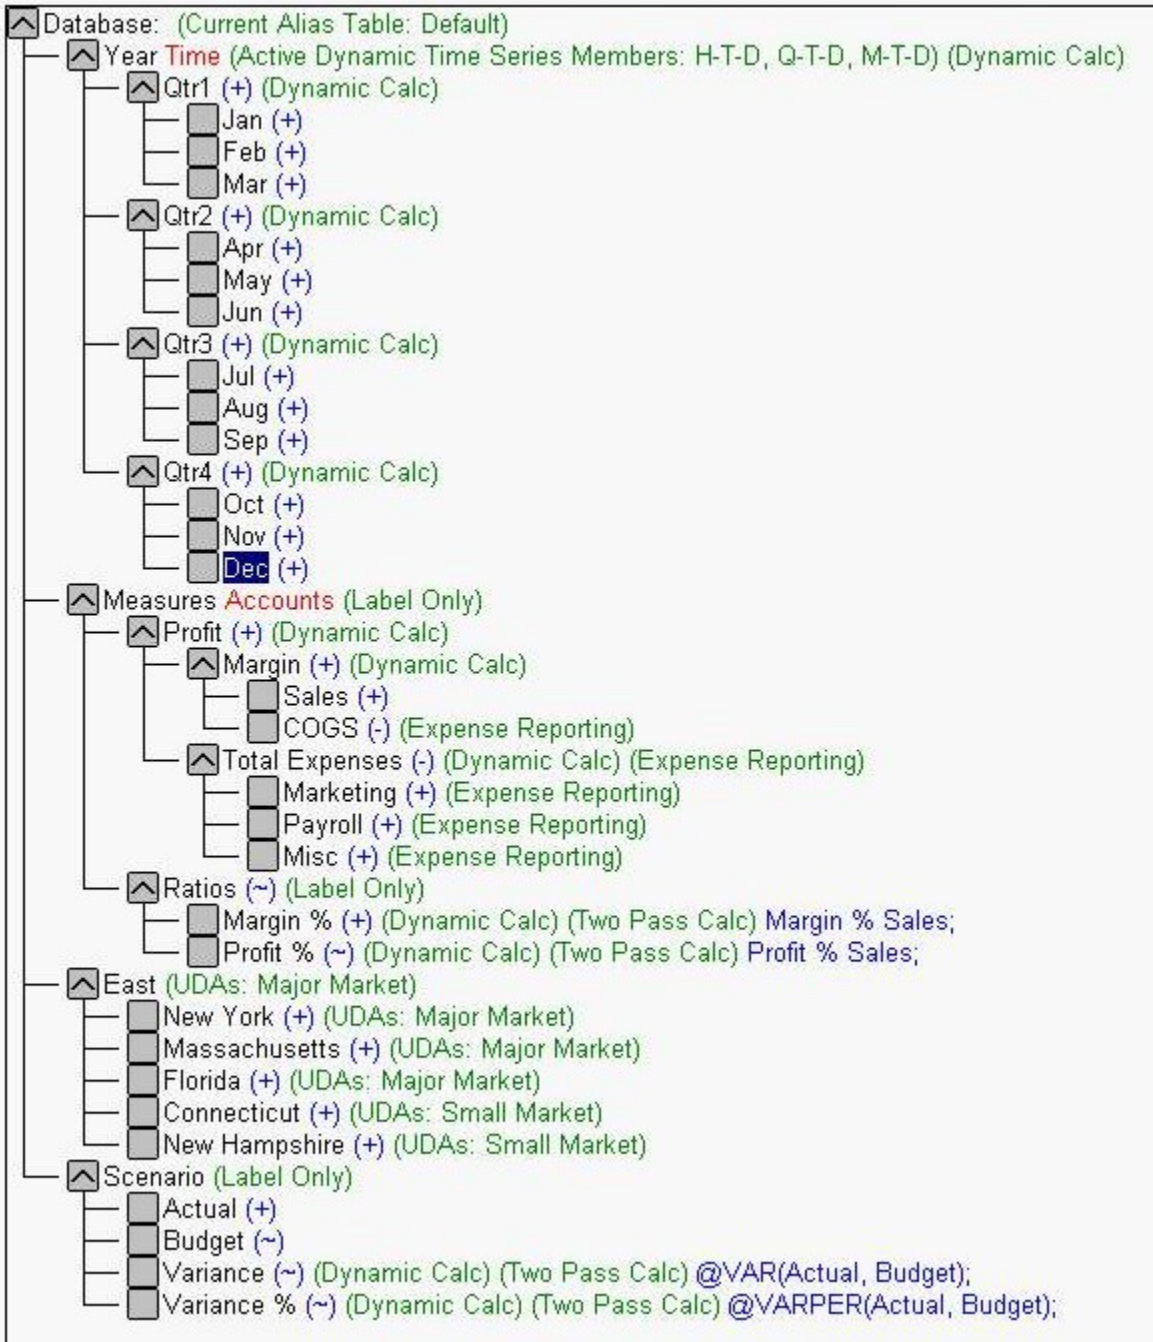 Database: (Current Alias Table: Default)
Year Time (Active Dynamic Time Series Members: H-T-D, Q-T-D, M-T-D) (Dynamic Calc)
Qtr1 (+) (Dynamic Calc)
Jan (+)
Feb (+)
Mar (+)
Qtr2 (+) (Dynamic Calc)
Apr (+)
May (+)
Jun (+)
Qtr3 (+) (Dynamic Calc)
Jul (+)
Aug (+)
Sep (+)
Qtr4 (+) (Dynamic Calc)
Oct (+)
Nov (+)
Dec (+)
Measures Accounts (Label Only)
Profit (+) (Dynamic Calc)
Margin (+) (Dynamic Calc)
Sales (+)
COGS (-) (Expense Reporting)
Total Expenses (-) (Dynamic Calc) (Expense Reporting)
Marketing (+) (Expense Reporting)
Payroll (+) (Expense Reporting)
Misc (+) (Expense Reporting)
Ratios (~) (Label Only)
Margin % (+) (Dynamic Calc) (Two Pass Calc) Margin % Sales;
Profit % (~) (Dynamic Calc) (Two Pass Calc) Profit % Sales;
East (UDAs: Major Market)
New York (+) (UDAs: Major Market)
Massachusetts (+) (UDAs: Major Market)
Florida (+) (UDAs: Major Market)
Connecticut (+) (UDAs: Small Market)
New Hampshire (+) (UDAs: Small Market)
Scenario (Label Only)
Actual (+)
Budget (~)
Variance (~) (Dynamic Calc) (Two Pass Calc) @VAR(Actual, Budget);
Variance % (~) (Dynamic Calc) (Two Pass Calc) @VARPER(Actual, Budget);